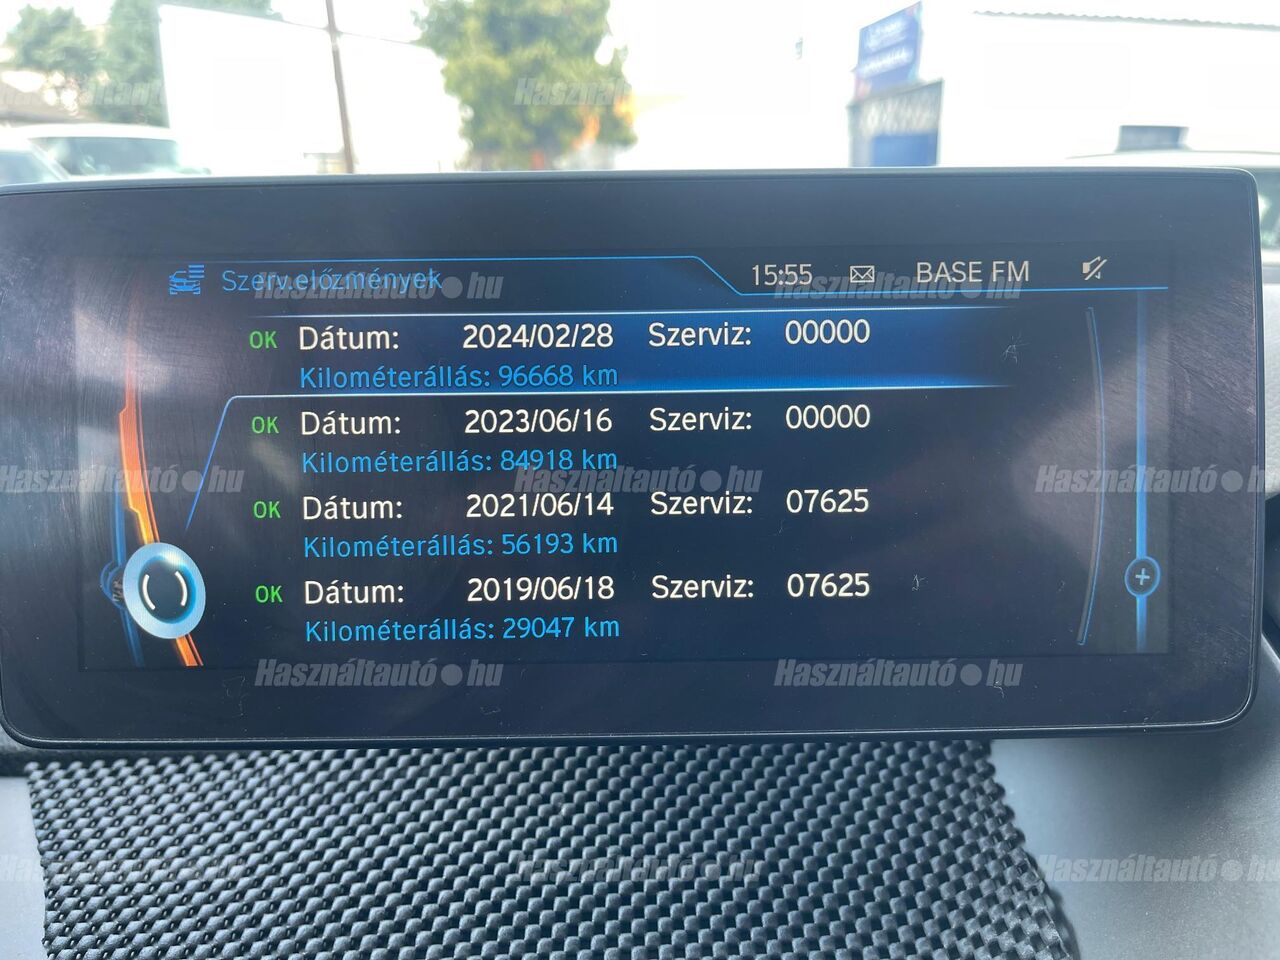 Szerv.előzmények 15:55 BASE FM
OK Dátum: 2024/02/28 Szerviz: 00000
Kilométerállás: 96668 km
OK Dátum: 2023/06/16 Szerviz: 00000
Kilométerállás: 84918 km
OK Dátum: 2021/06/14 Szerviz: 07625
Kilométerállás: 56193 km
OK Dátum: 2019/06/18 Szerviz: 07625
Kilométerállás: 29047 km
+
Használtautó.hu